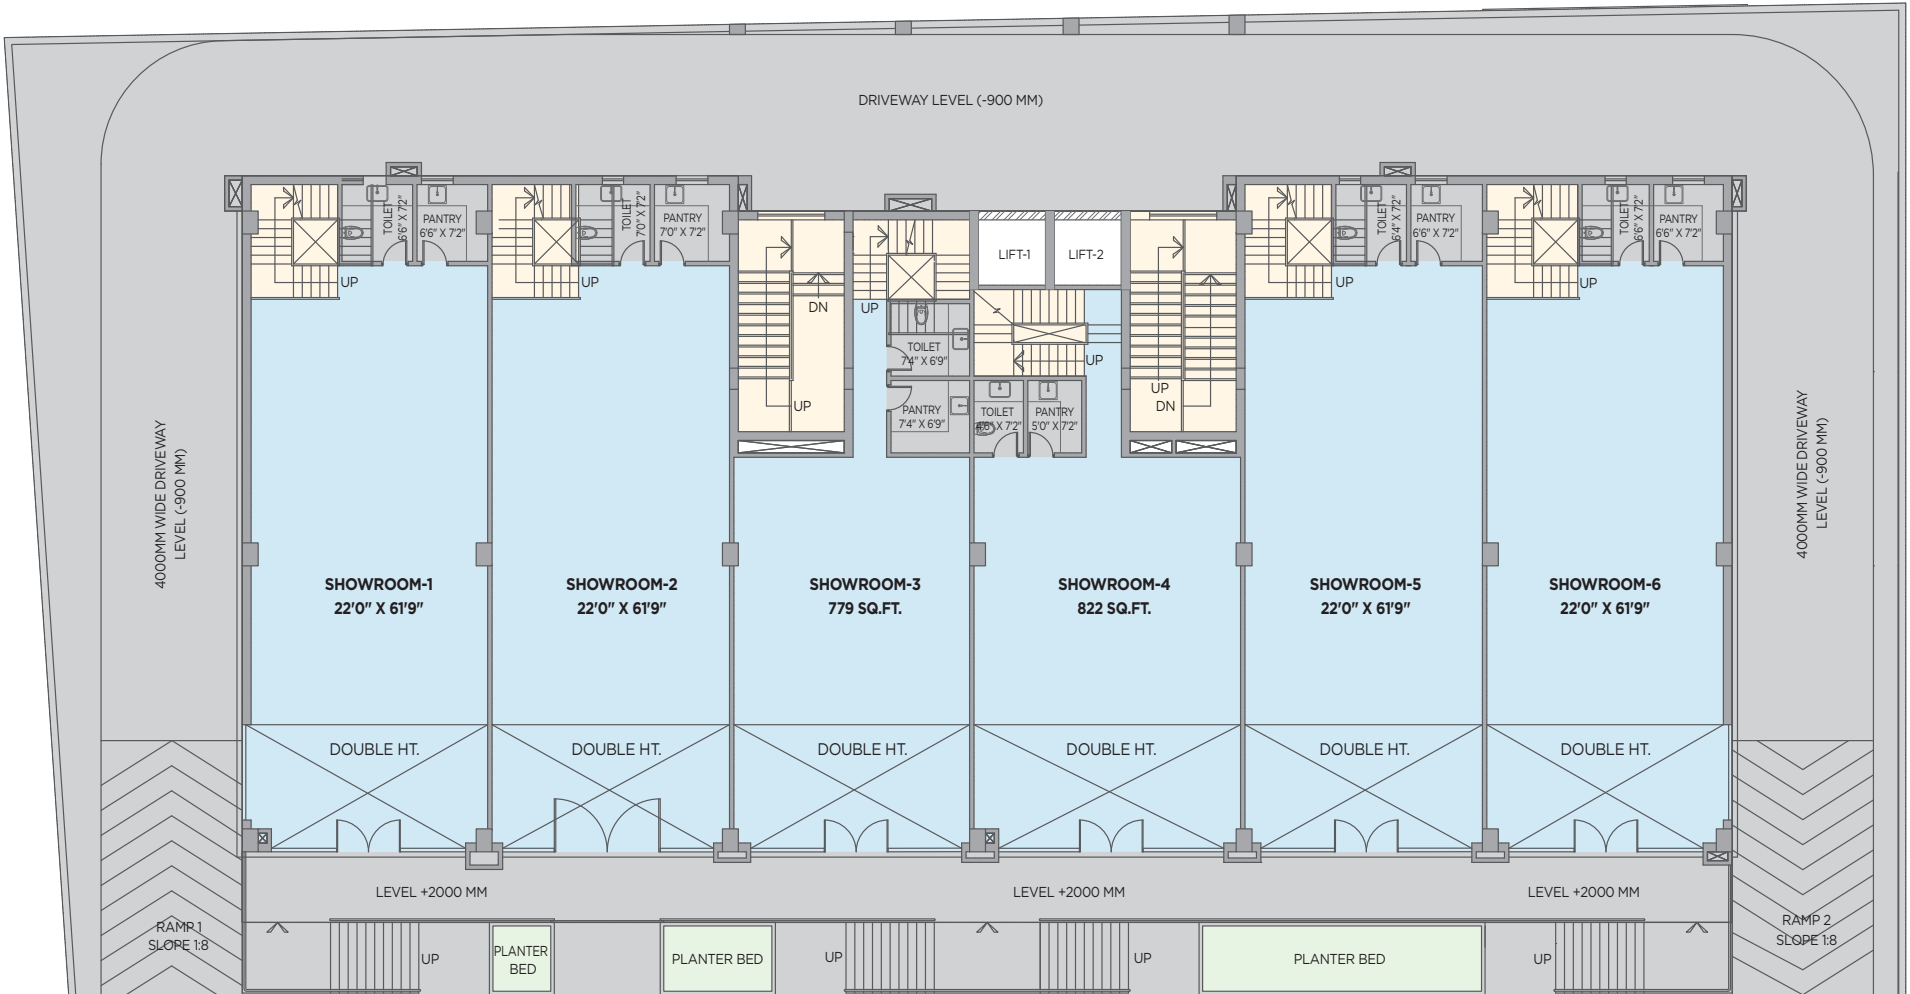 DRIVEWAY LEVEL (-900 MM)
TOILET
6'6" X 7'2"
PANTRY
6'6" X 7'2"
UP
TOILET
7'0" X 7'2"
PANTRY
7'0" X 7'2"
UP
DN
UP
UP
TOILET
7'4" X 6'9"
PANTRY
7'4" X 6'9"
LIFT-1
LIFT-2
UP
TOILET
4'6" X 7'2"
PANTRY
5'0" X 7'2"
UP
DN
TOILET
6'4" X 7'2"
PANTRY
6'6" X 7'2"
UP
TOILET
6'6" X 7'2"
PANTRY
6'6" X 7'2"
UP
4000MM WIDE DRIVEWAY
LEVEL (-900 MM)
SHOWROOM-1
22'0" X 61'9"
SHOWROOM-2
22'0" X 61'9"
SHOWROOM-3
779 SQ.FT.
SHOWROOM-4
822 SQ.FT.
SHOWROOM-5
22'0" X 61'9"
SHOWROOM-6
22'0" X 61'9"
4000MM WIDE DRIVEWAY
LEVEL (-900 MM)
DOUBLE HT.
DOUBLE HT.
DOUBLE HT.
DOUBLE HT.
DOUBLE HT.
DOUBLE HT.
LEVEL +2000 MM
LEVEL +2000 MM
LEVEL +2000 MM
RAMP 1
SLOPE 1:8
UP
PLANTER
BED
PLANTER BED
UP
UP
PLANTER BED
UP
RAMP 2
SLOPE 1:8